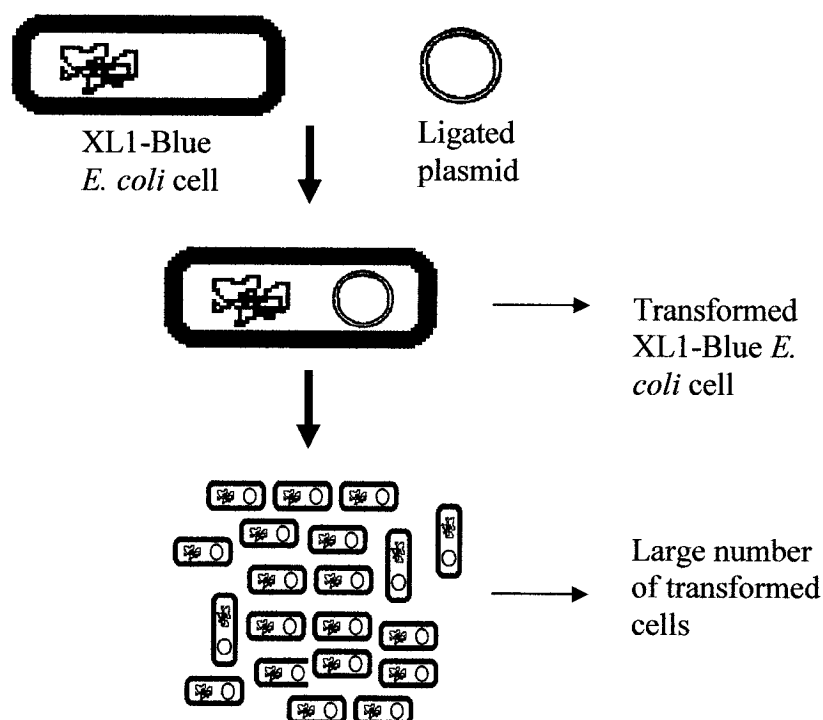 XL1-Blue
E. coli cell
Ligated
plasmid
Transformed
XL1-Blue E.
coli cell
Large number
of transformed
cells